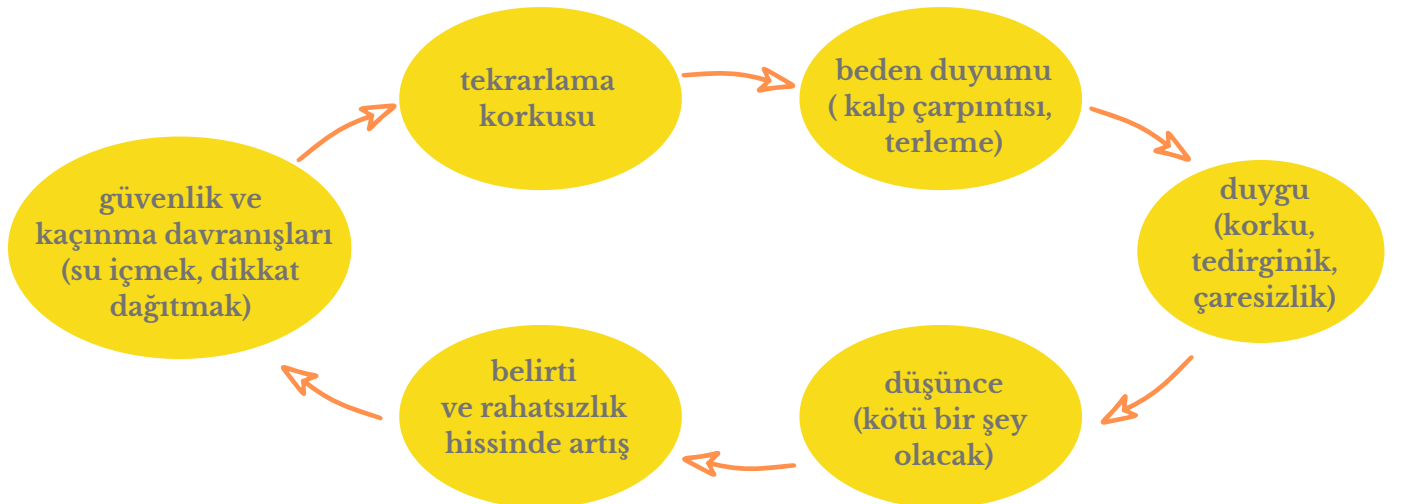 tekrarlama
korkusu
beden duyumu
( kalp çarpıntısı,
terleme)
duygu
(korku,
tedirginik,
çaresizlik)
düşünce
(kötü bir şey
olacak)
belirti
ve rahatsızlık
hissinde artış
güvenlik ve
kaçınma davranışları
(su içmek, dikkat
dağıtmak)